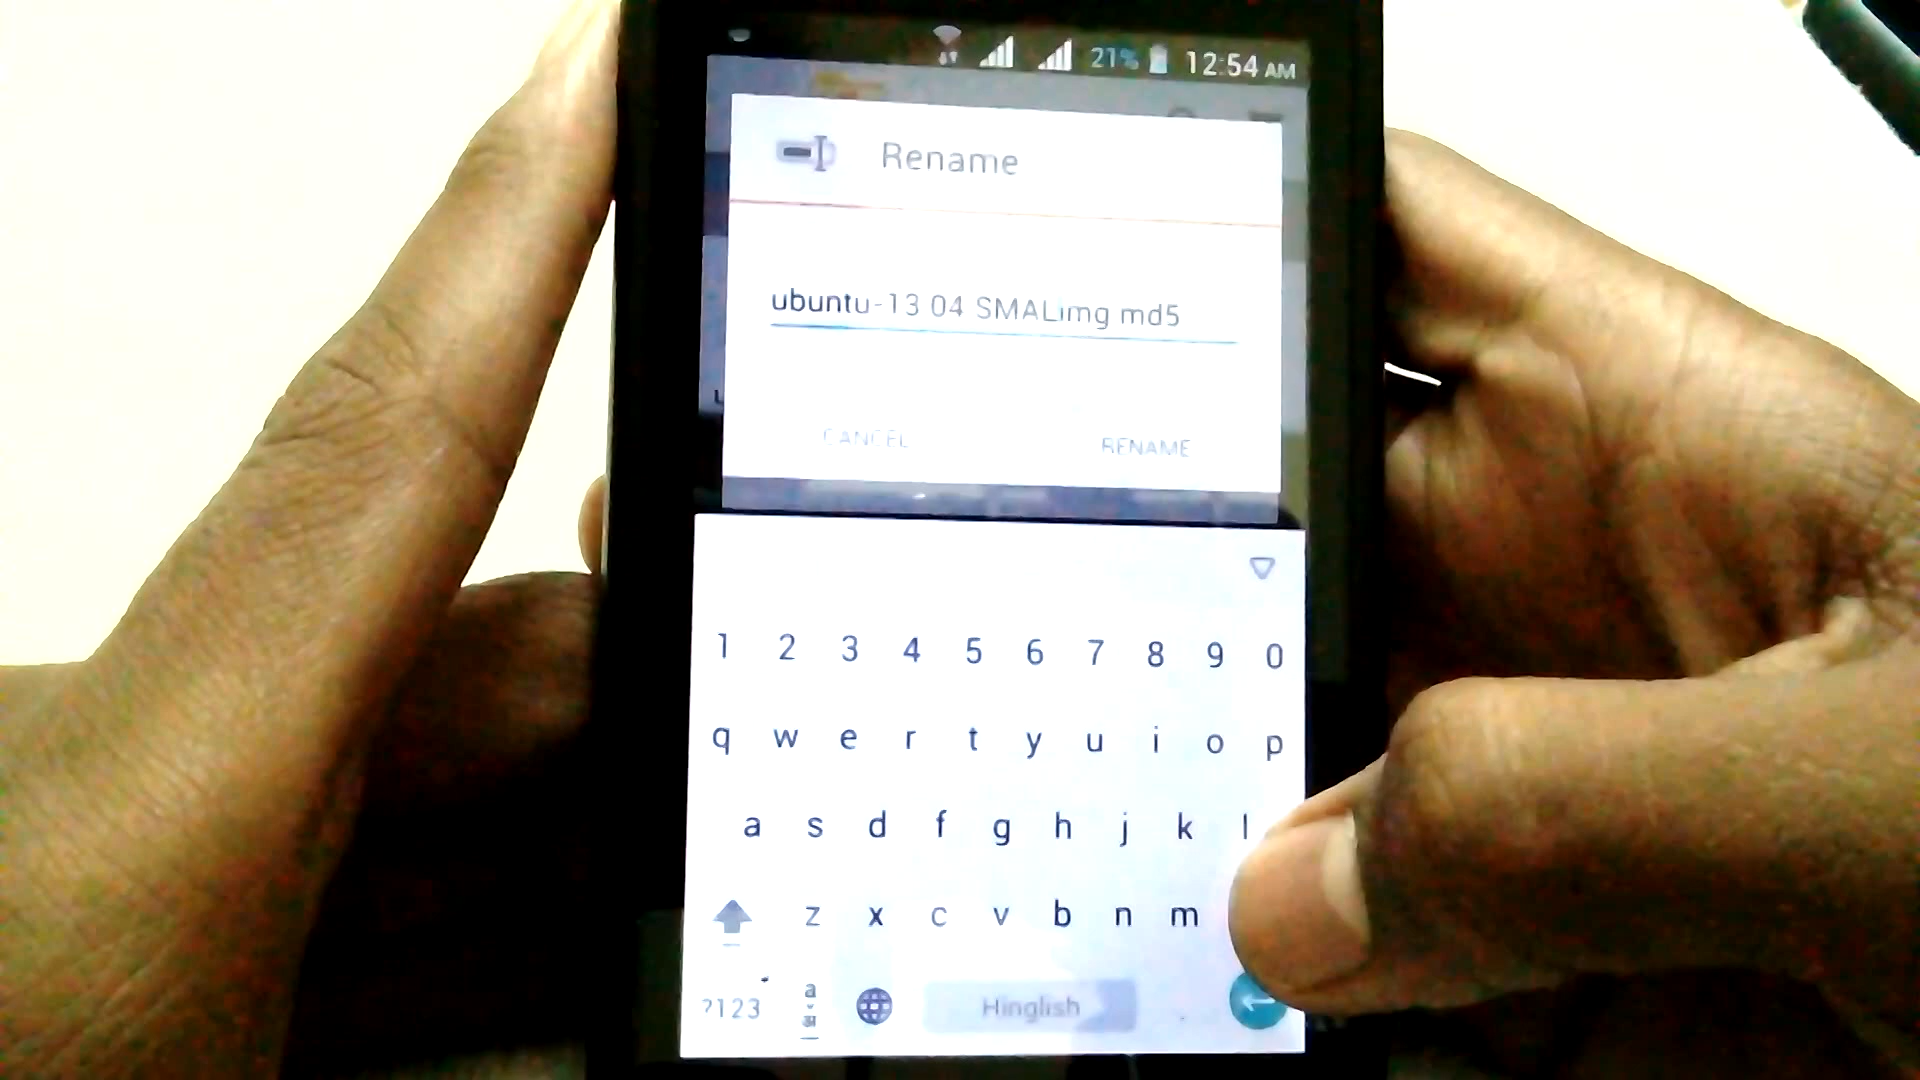 21% 12:54 AM
Rename
ubuntu-13 04 SMALimg md5
CANCEL RENAME
1 2 3 4 5 6 7 8 9 0
q w e r t y u i o p
a s d f g h j k l
z x c v b n m
?123 a अ Hinglish .